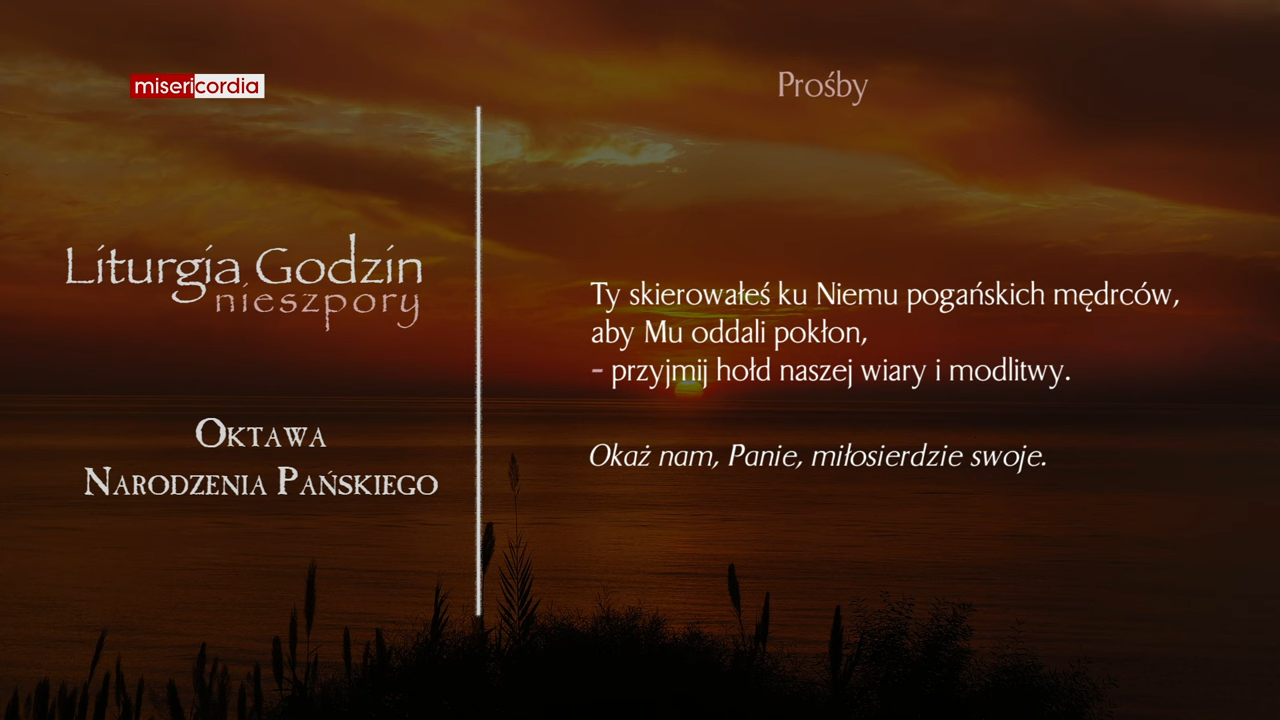 misericordia
Liturgia Godzin
nieszpory
Oktawa
Narodzenia Pańskiego
Prośby
Ty skierowałeś ku Niemu pogańskich mędrców,
aby Mu oddali pokłon,
- przyjmij hołd naszej wiary i modlitwy.
Okaż nam, Panie, miłosierdzie swoje.